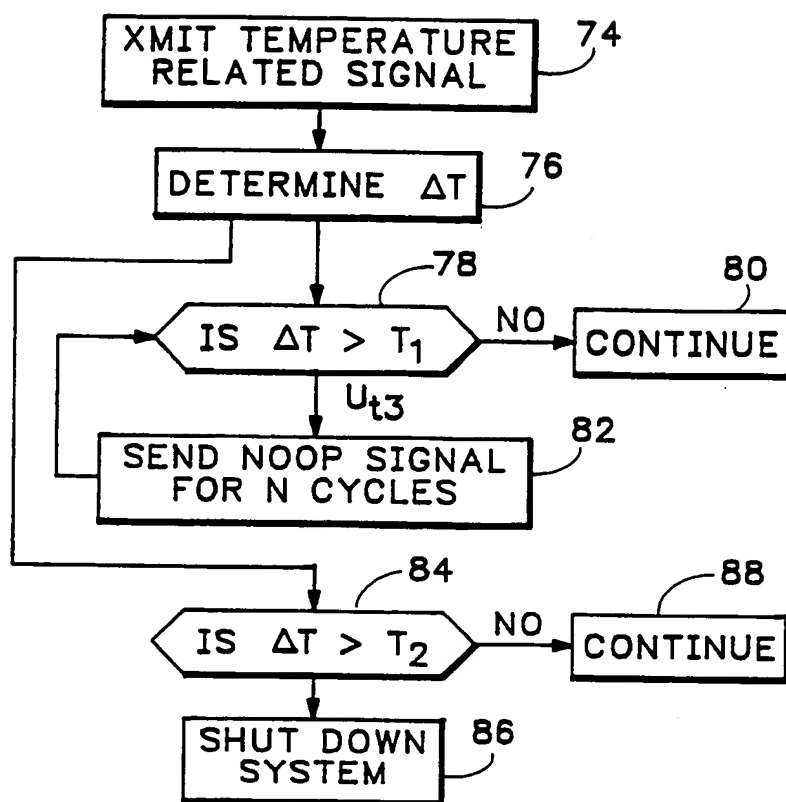 XMIT TEMPERATURE
RELATED SIGNAL
74
DETERMINE ΔT
76
IS ΔT > T1
78
NO
CONTINUE
80
Ut3
SEND NOOP SIGNAL
FOR N CYCLES
82
IS ΔT > T2
84
NO
CONTINUE
88
SHUT DOWN
SYSTEM
86